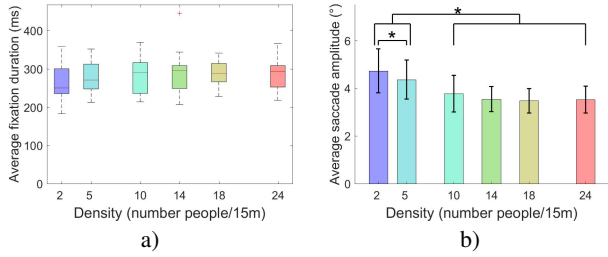 Average fixation duration (ms)
400
300
200
100
0
2 5 10 14 18 24
Density (number people/15m)
a)
Average saccade amplitude (°)
6
4
2
0
*
*
2 5 10 14 18 24
Density (number people/15m)
b)